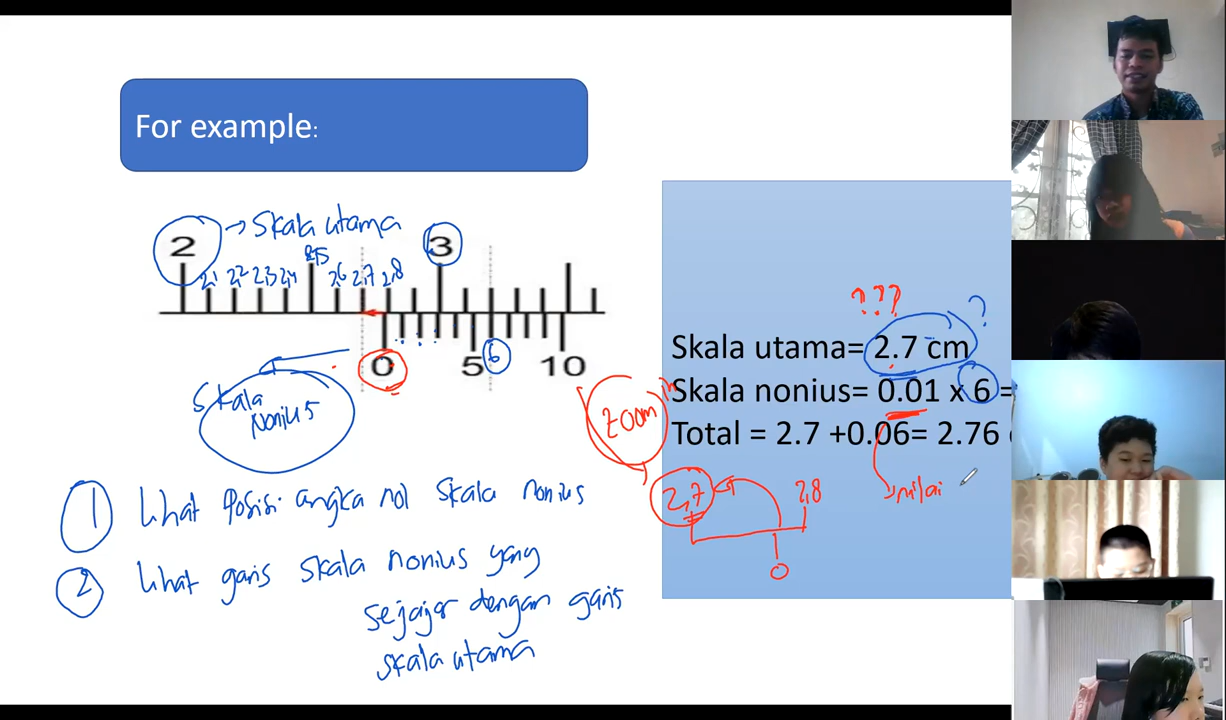 For example:
2 → Skala utama
3
2,1 2,2 2,3 2,4 2,5 2,6 2,7 2,8
0 5 6 10
Skala nonius
zoom in
??? ?
Skala utama= 2.7 cm
Skala nonius= 0.01 x 6 =
Total = 2.7 +0.06= 2.76
2,7 2,8
0
nilai
1 lihat posisi angka nol skala nonius
2 lihat garis skala nonius yang
sejajar dengan garis
skala utama